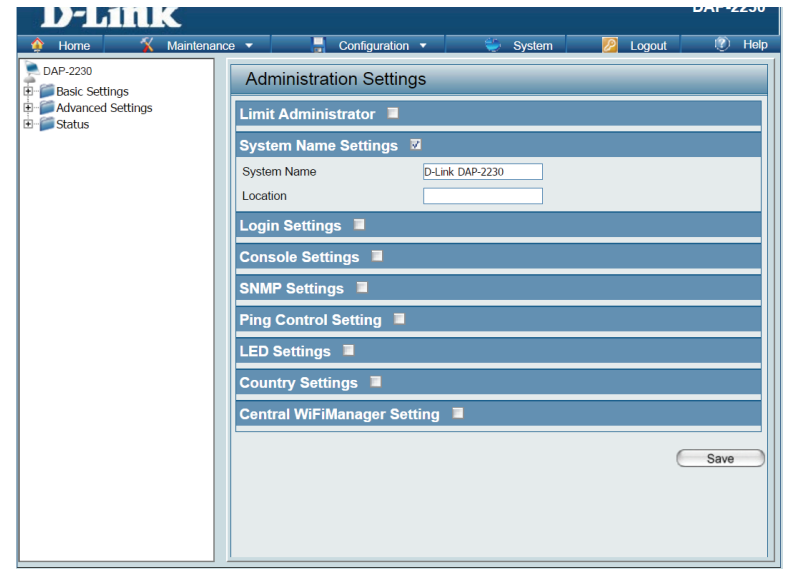 D-Link
DAP-2230
Home Maintenance Configuration System Logout Help
DAP-2230
Basic Settings
Advanced Settings
Status
Administration Settings
Limit Administrator
System Name Settings
System Name D-Link DAP-2230
Location
Login Settings
Console Settings
SNMP Settings
Ping Control Setting
LED Settings
Country Settings
Central WiFiManager Setting
Save